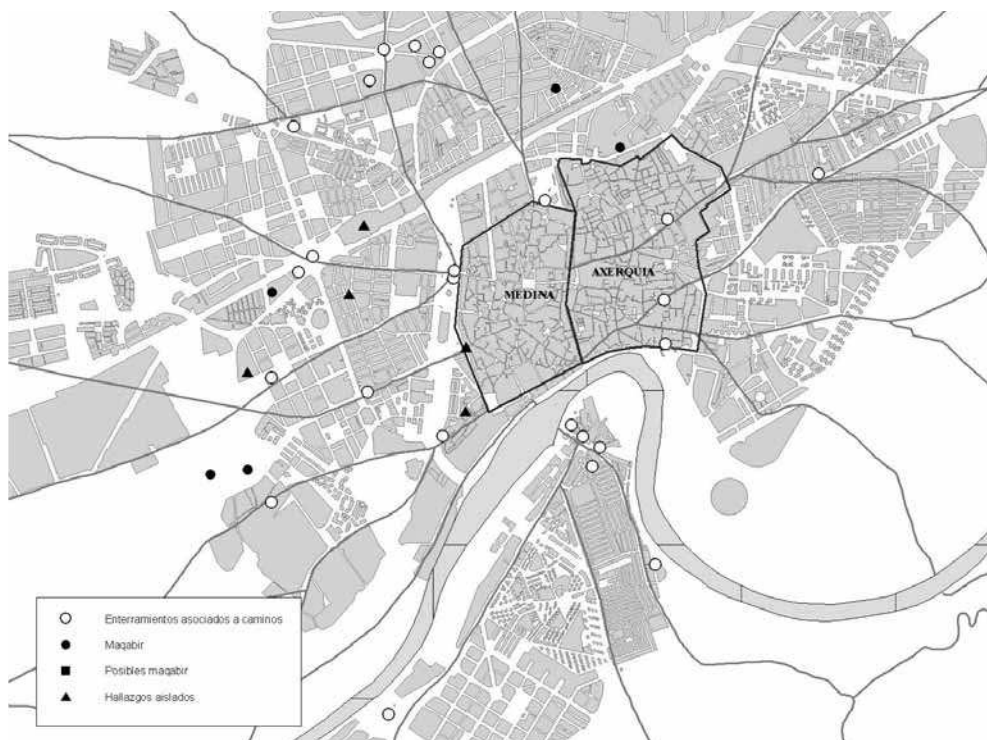 AXERQUIA
MEDINA
Enterramientos asociados a caminos
Maqabir
Posibles maqabir
Hallazgos aislados